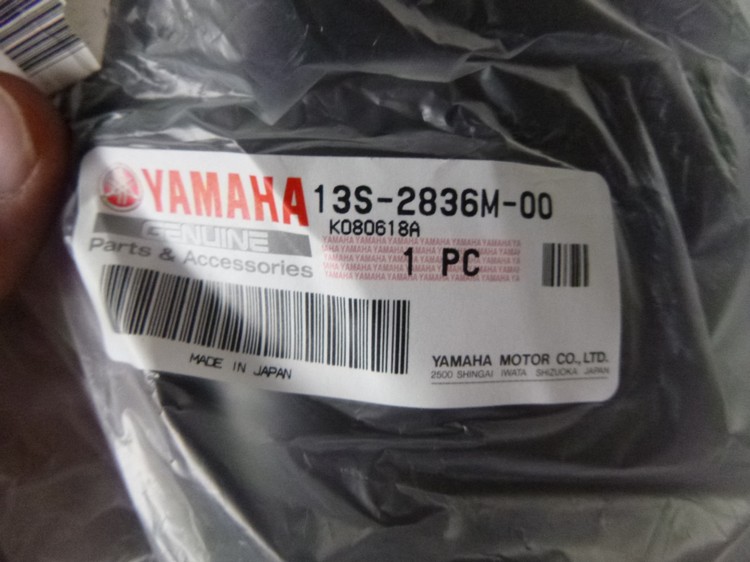 YAMAHA 13S-2836M-00
GENUINE K080618A
Parts & Accessories 1 PC
MADE IN JAPAN
YAMAHA MOTOR CO., LTD.
2500 SHINGAI IWATA SHIZUOKA JAPAN